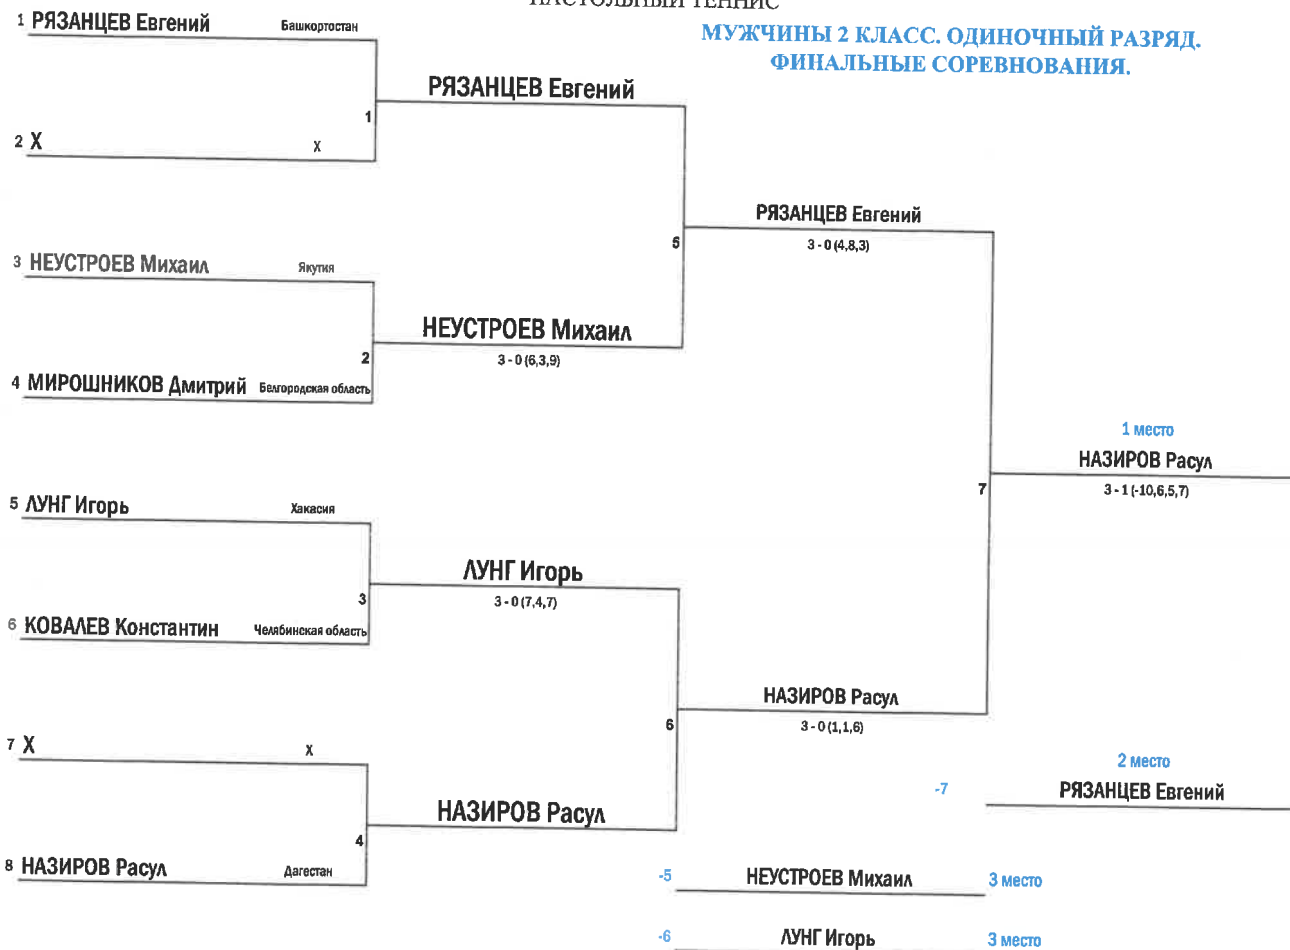 НАСТОЛЬНЫЙ ТЕННИС
МУЖЧИНЫ 2 КЛАСС. ОДИНОЧНЫЙ РАЗРЯД.
ФИНАЛЬНЫЕ СОРЕВНОВАНИЯ.
1 РЯЗАНЦЕВ Евгений Башкортостан
РЯЗАНЦЕВ Евгений
1
2 X X
РЯЗАНЦЕВ Евгений
3 - 0 (4,8,3)
5
3 НЕУСТРОЕВ Михаил Якутия
НЕУСТРОЕВ Михаил
3 - 0 (6,3,9)
2
4 МИРОШНИКОВ Дмитрий Белгородская область
1 место
НАЗИРОВ Расул
3 - 1 (-10,6,5,7)
7
5 ЛУНГ Игорь Хакасия
ЛУНГ Игорь
3 - 0 (7,4,7)
3
6 КОВАЛЕВ Константин Челябинская область
НАЗИРОВ Расул
3 - 0 (1,1,6)
6
7 X X
2 место
-7 РЯЗАНЦЕВ Евгений
НАЗИРОВ Расул
4
8 НАЗИРОВ Расул Дагестан
-5 НЕУСТРОЕВ Михаил 3 место
-6 ЛУНГ Игорь 3 место